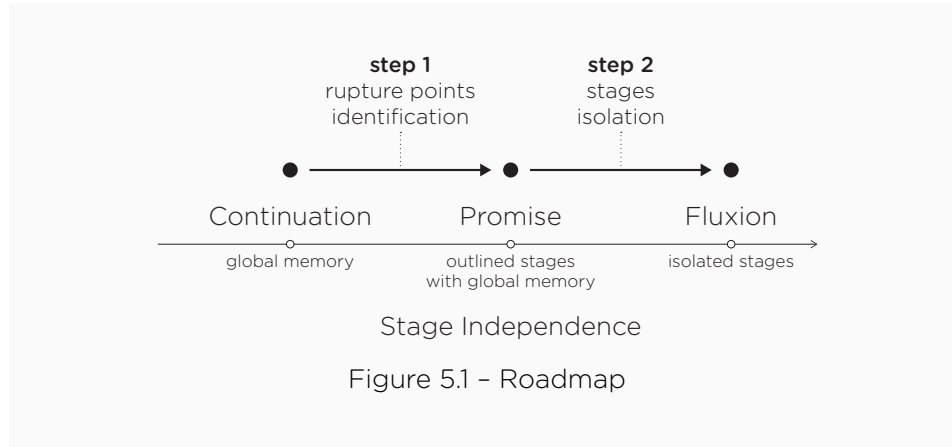 step 1
rupture points
identification
step 2
stages
isolation
Continuation
Promise
Fluxion
global memory
outlined stages
with global memory
isolated stages
Stage Independence
Figure 5.1 – Roadmap